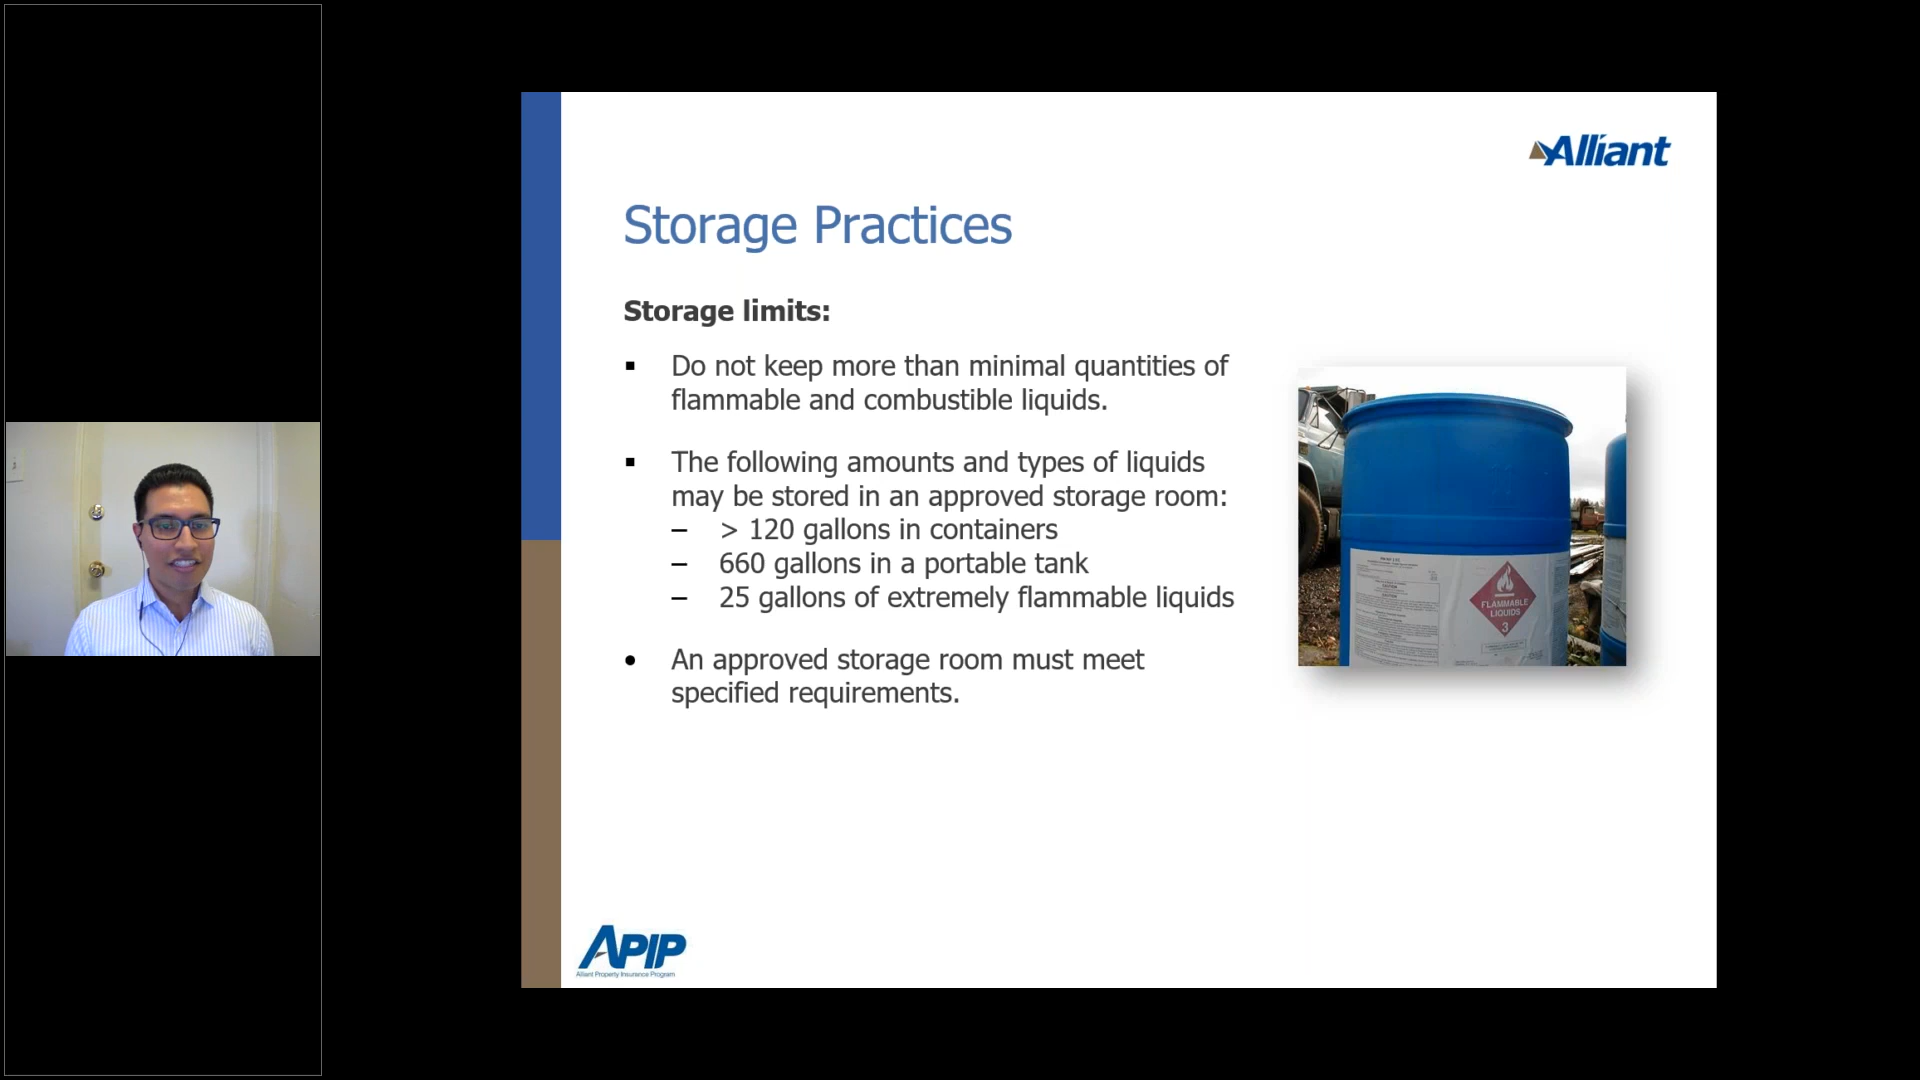 Alliant
Storage Practices
Storage limits:
▪ Do not keep more than minimal quantities of
flammable and combustible liquids.
▪ The following amounts and types of liquids
may be stored in an approved storage room:
– > 120 gallons in containers
– 660 gallons in a portable tank
– 25 gallons of extremely flammable liquids
• An approved storage room must meet
specified requirements.
FLAMMABLE
LIQUIDS
3
APIP
Alliant Property Insurance Program